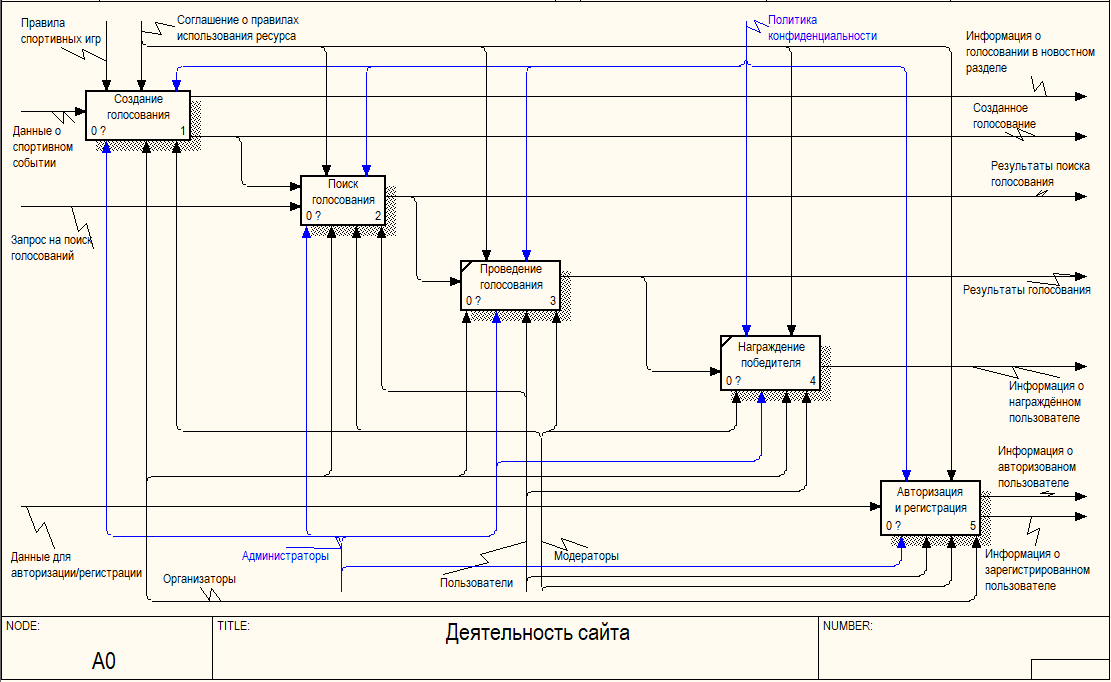 Правила
спортивных игр
Соглашение о правилах
использования ресурса
Политика
конфиденциальности
Информация о
голосовании в новостном
разделе
Создание
голосования
0 ?
1
Созданное
голосование
Данные о
спортивном
событии
Результаты поиска
голосования
Поиск
голосования
0 ?
2
Запрос на поиск
голосований
Проведение
голосования
0 ?
3
Результаты голосования
Награждение
победителя
0 ?
4
Информация о
награждённом
пользователе
Информация о
авторизованом
пользователе
Авторизация
и регистрация
0 ?
5
Данные для
авторизации/регистрации
Администраторы
Модераторы
Организаторы
Пользователи
Информация о
зарегистрированном
пользователе
NODE:
TITLE:
NUMBER:
A0
Деятельность сайта